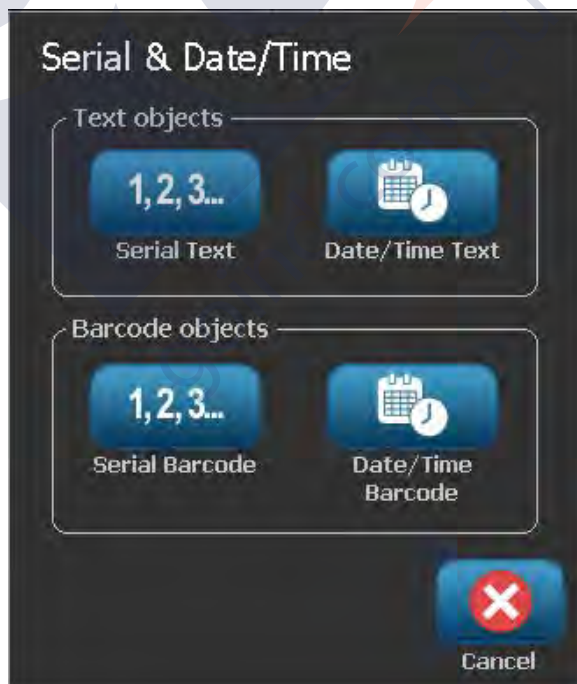 Serial & Date/Time
Text objects
1, 2, 3...
Serial Text
Date/Time Text
Barcode objects
1, 2, 3...
Serial Barcode
Date/Time
Barcode
Cancel